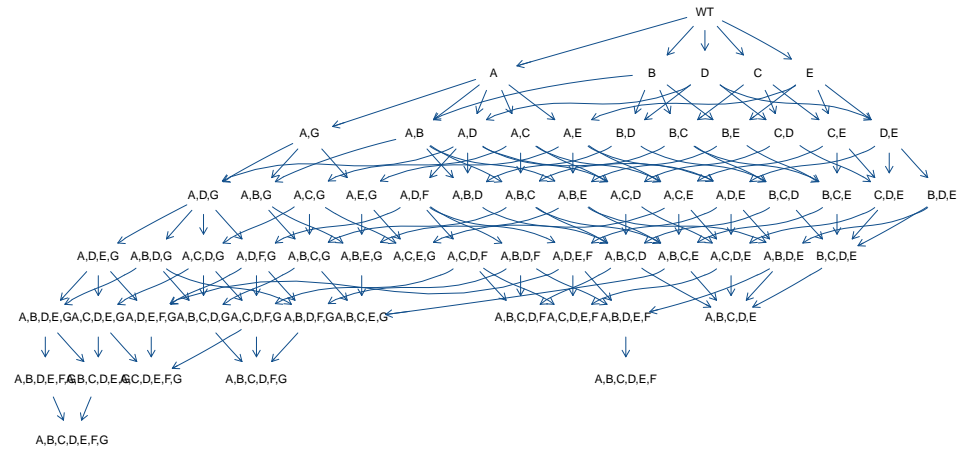 WT
A B D C E
A,G A,B A,D A,C A,E B,D B,C B,E C,D C,E D,E
A,D,G A,B,G A,C,G A,E,G A,D,F A,B,D A,B,C A,B,E A,C,D A,C,E A,D,E B,C,D B,C,E C,D,E B,D,E
A,D,E,G A,B,D,G A,C,D,G A,D,F,G A,B,C,G A,B,E,G A,C,E,G A,C,D,F A,B,D,F A,D,E,F A,B,C,D A,B,C,E A,C,D,E A,B,D,E B,C,D,E
A,B,D,E,G A,C,D,E,G A,D,E,F,G A,B,C,D,G A,C,D,F,G A,B,D,F,G A,B,C,E,G A,B,C,D,F A,C,D,E,F A,B,D,E,F A,B,C,D,E
A,B,D,E,F,G A,B,C,D,E,G A,C,D,E,F,G A,B,C,D,F,G A,B,C,D,E,F
A,B,C,D,E,F,G